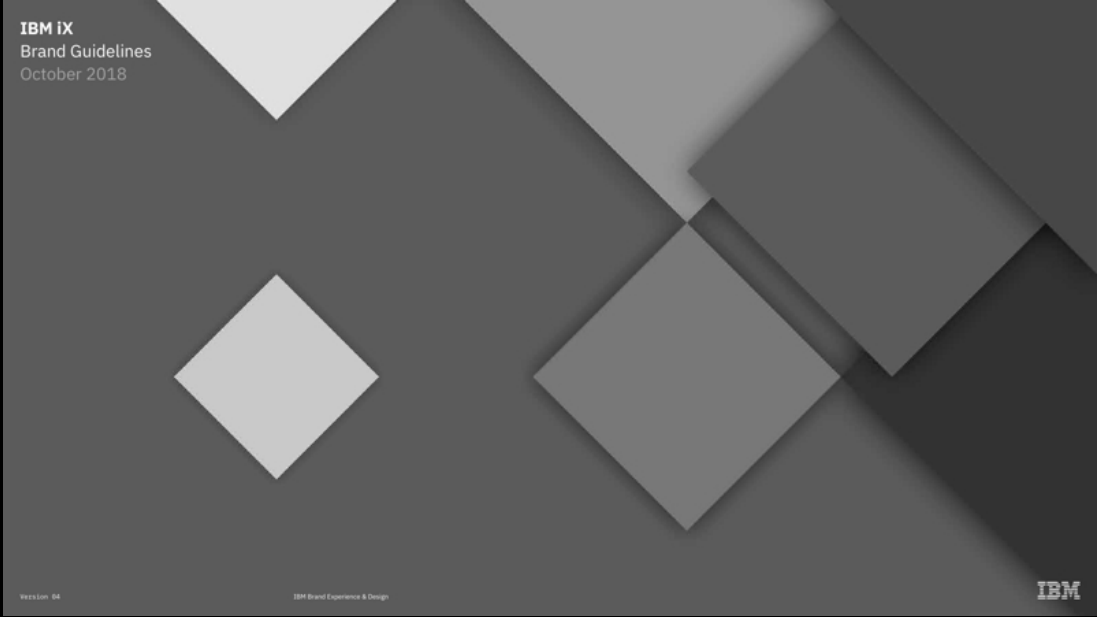 IBM iX
Brand Guidelines
October 2018
Version 04
IBM Brand Experience & Design
IBM